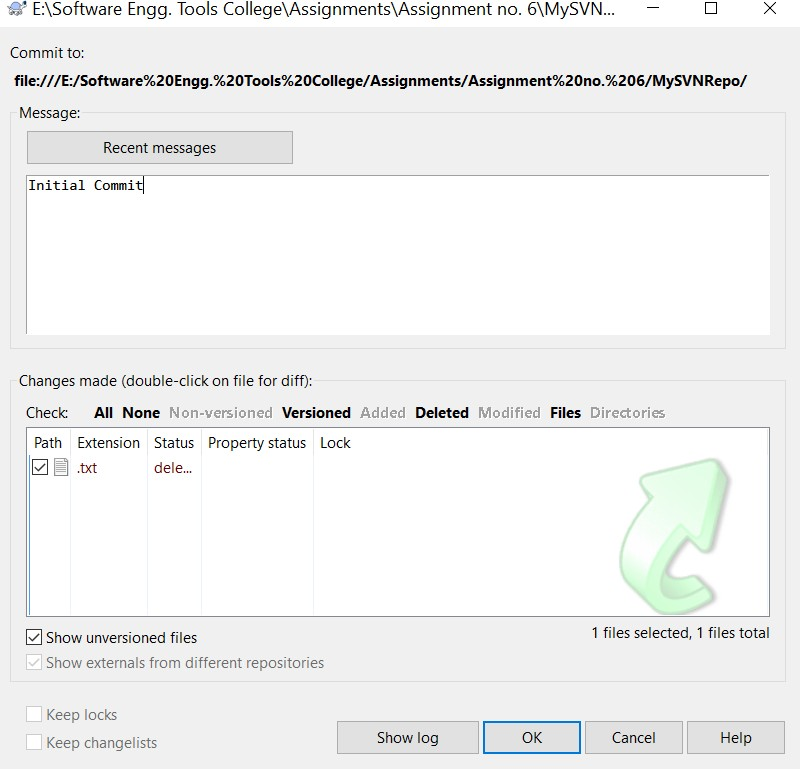 E:\Software Engg. Tools College\Assignments\Assignment no. 6\MySVN...
Commit to:
file:///E:/Software%20Engg.%20Tools%20College/Assignments/Assignment%20no.%206/MySVNRepo/
Message:
Recent messages
Initial Commit
Changes made (double-click on file for diff):
Check: All None Non-versioned Versioned Added Deleted Modified Files Directories
Path Extension Status Property status Lock
.txt dele...
Show unversioned files
1 files selected, 1 files total
Show externals from different repositories
Keep locks
Keep changelists
Show log OK Cancel Help